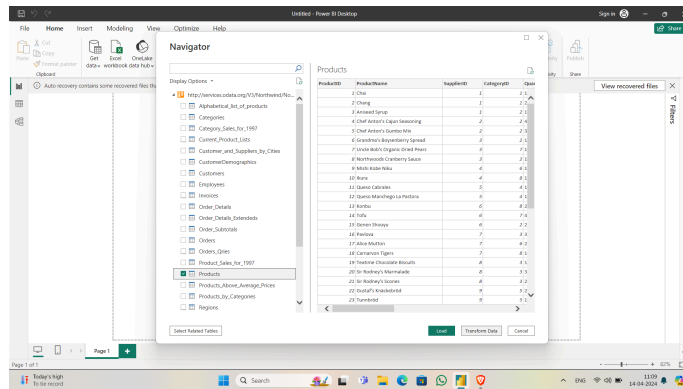 Untitled - Power BI Desktop
Sign in
File Home Insert Modeling View Optimize Help
Share
Paste
Cut
Copy
Format painter
Clipboard
Get data
Excel workbook
OneLake data hub
Publish
Share
Auto recovery contains some recovered files
View recovered files
Filters
Navigator
Display Options
http://services.odata.org/V3/Northwind/No...
Alphabetical_list_of_products
Categories
Category_Sales_for_1997
Current_Product_Lists
Customer_and_Suppliers_by_Cities
CustomerDemographics
Customers
Employees
Invoices
Order_Details
Order_Details_Extendeds
Order_Subtotals
Orders
Orders_Qries
Product_Sales_for_1997
Products
Products_Above_Average_Prices
Products_by_Categories
Regions
Products
ProductID ProductName SupplierID CategoryID Quan
1 Chai 1 1
2 Chang 1 1
3 Aniseed Syrup 1 2
4 Chef Anton's Cajun Seasoning 2 2
5 Chef Anton's Gumbo Mix 2 2
6 Grandma's Boysenberry Spread 3 2
7 Uncle Bob's Organic Dried Pears 3 7
8 Northwoods Cranberry Sauce 3 2
9 Mishi Kobe Niku 4 6
10 Ikura 4 8
11 Queso Cabrales 5 4
12 Queso Manchego La Pastora 5 4
13 Konbu 6 8
14 Tofu 6 7
15 Genen Shouyu 6 2
16 Pavlova 7 3
17 Alice Mutton 7 6
18 Carnarvon Tigers 7 8
19 Teatime Chocolate Biscuits 8 3
20 Sir Rodney's Marmalade 8 3
21 Sir Rodney's Scones 8 3
22 Gustaf's Knäckebröd 9 5
23 Tunnbröd 9 5
Select Related Tables
Load
Transform Data
Cancel
Page 1
Page 1 of 1
82%
Today's high
To tie record
Search
ENG
11:09
14-04-2024